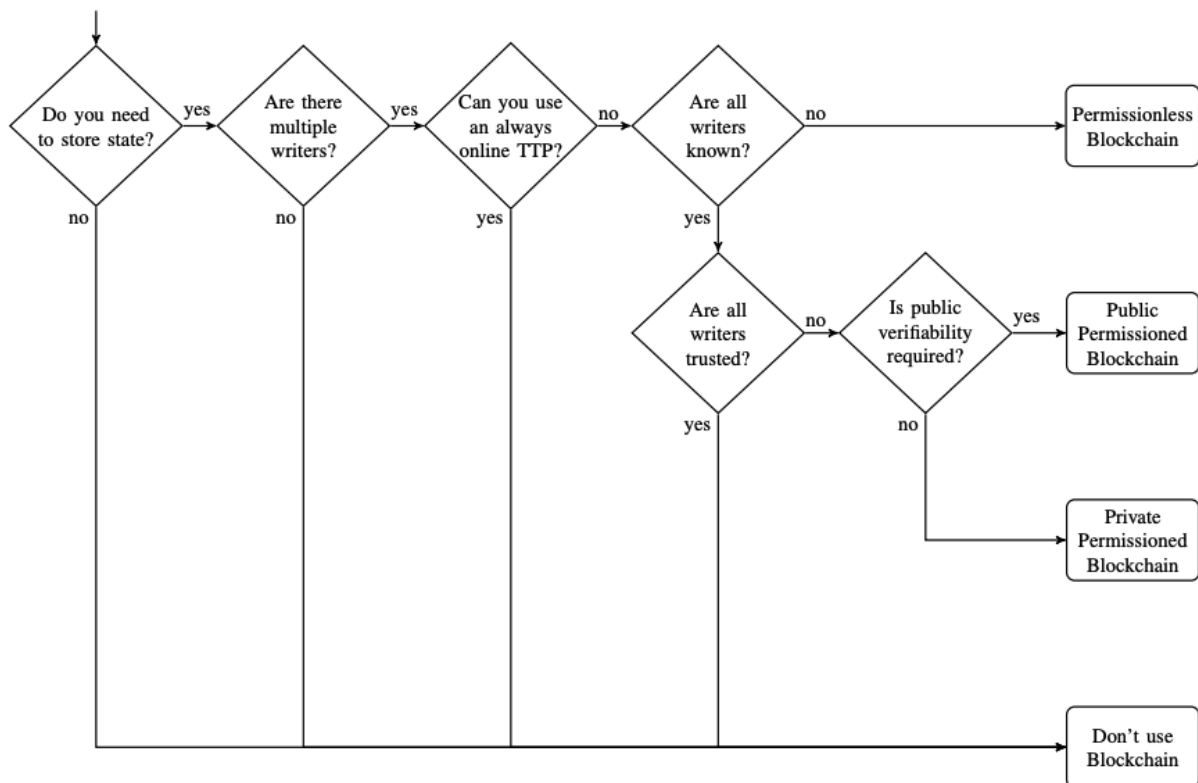 Do you need
to store state?
yes
no
Are there
multiple
writers?
yes
no
Can you use
an always
online TTP?
no
yes
Are all
writers
known?
no
yes
Permissionless
Blockchain
Are all
writers
trusted?
no
yes
Is public
verifiability
required?
yes
no
Public
Permissioned
Blockchain
Private
Permissioned
Blockchain
Don't use
Blockchain